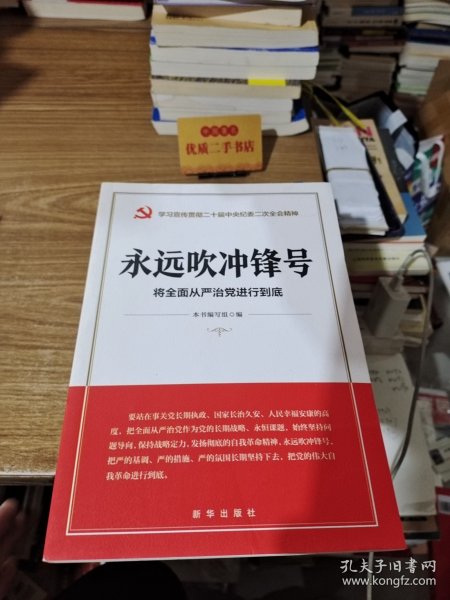 优质二手书店
学习宣传贯彻二十届中央纪委二次全会精神
永远吹冲锋号
将全面从严治党进行到底
本书编写组◎编
要站在事关党长期执政、国家长治久安、人民幸福安康的高
度，把全面从严治党作为党的长期战略、永恒课题，始终坚持问
题导向，保持战略定力，发扬彻底的自我革命精神，永远吹冲锋号，
把严的基调、严的措施、严的氛围长期坚持下去，把党的伟大自
我革命进行到底。
新华出版社
孔夫子旧书网
www.kongfz.com